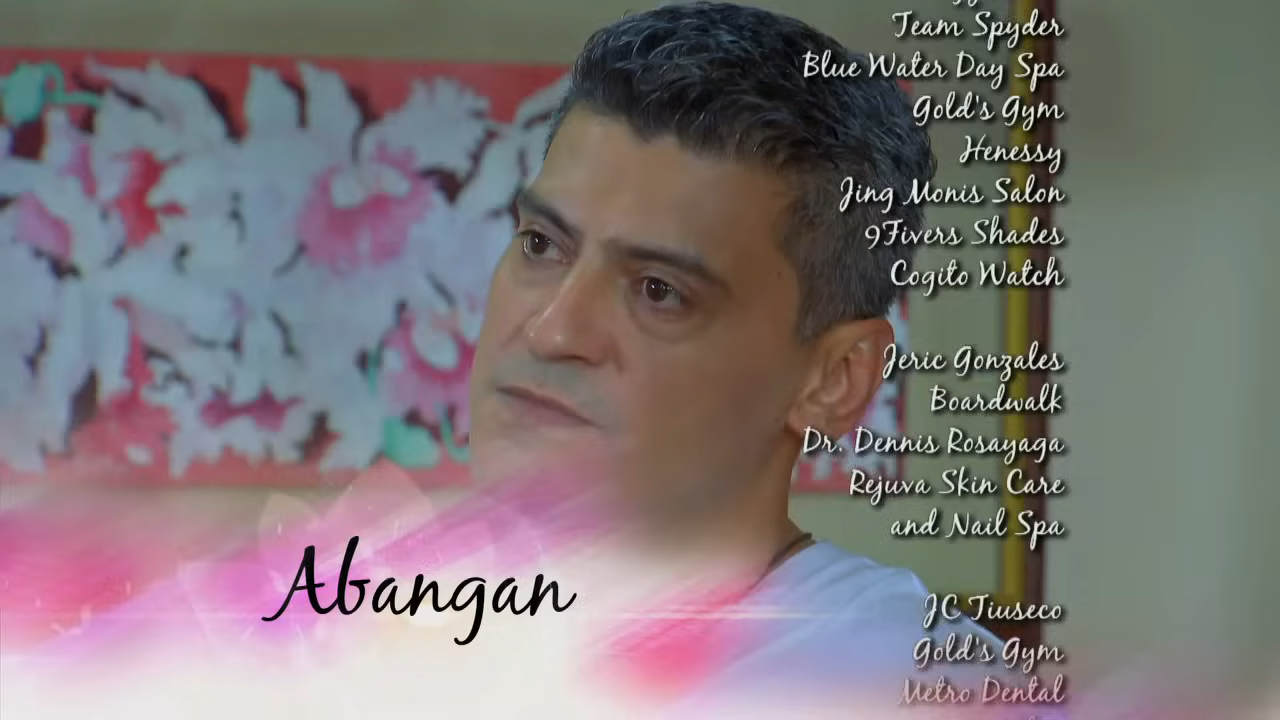 Team Spyder
Blue Water Day Spa
Gold's Gym
Henessy
Jing Monis Salon
9Fivers Shades
Cogito Watch
Jeric Gonzales
Boardwalk
Dr. Dennis Rosayaga
Rejuva Skin Care
and Nail Spa
JC Tiuseco
Gold's Gym
Metro Dental
Abangan